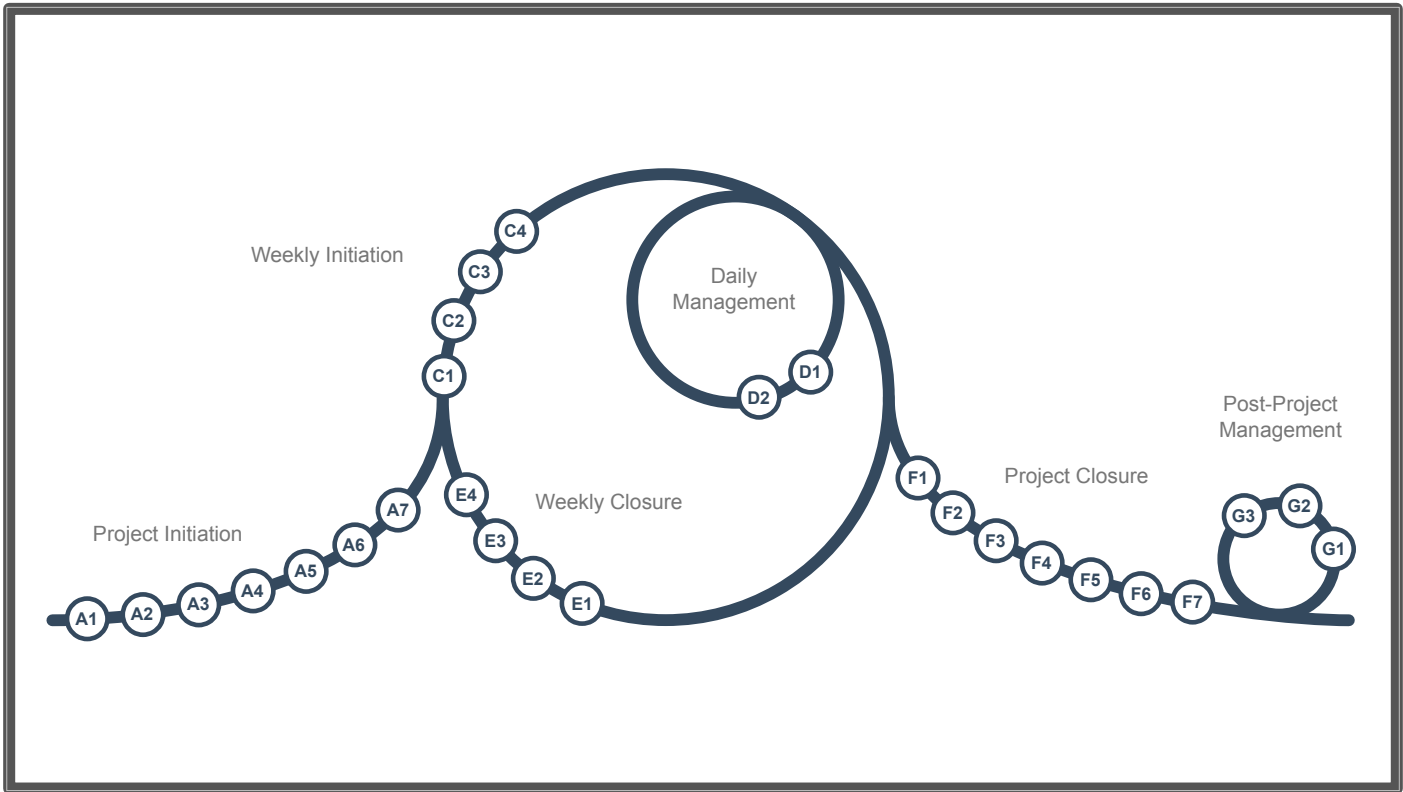 Project Initiation
A1
A2
A3
A4
A5
A6
A7
Weekly Initiation
C1
C2
C3
C4
Daily
Management
D1
D2
Weekly Closure
E1
E2
E3
E4
Project Closure
F1
F2
F3
F4
F5
F6
F7
Post-Project
Management
G1
G2
G3